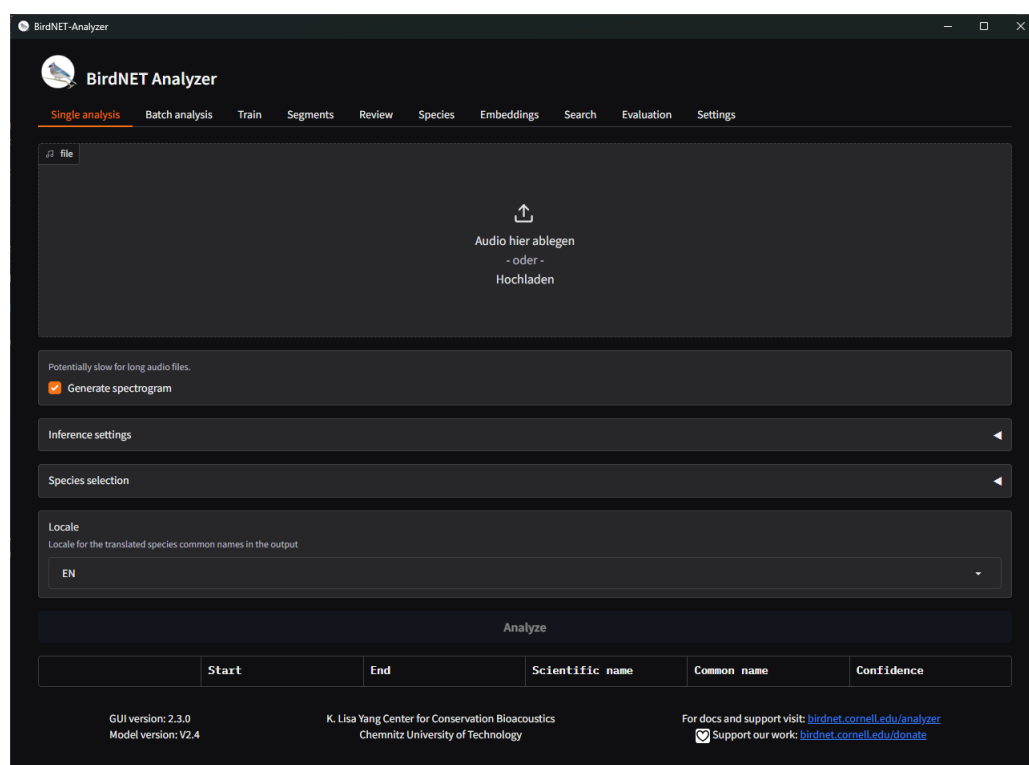 BirdNET-Analyzer
BirdNET Analyzer
Single analysis Batch analysis Train Segments Review Species Embeddings Search Evaluation Settings
file
Audio hier ablegen
- oder -
Hochladen
Potentially slow for long audio files.
Generate spectrogram
Inference settings
Species selection
Locale
Locale for the translated species common names in the output
EN
Analyze
Start End Scientific name Common name Confidence
GUI version: 2.3.0 K. Lisa Yang Center for Conservation Bioacoustics For docs and support visit: birdnet.cornell.edu/analyzer
Model version: V2.4 Chemnitz University of Technology Support our work: birdnet.cornell.edu/donate